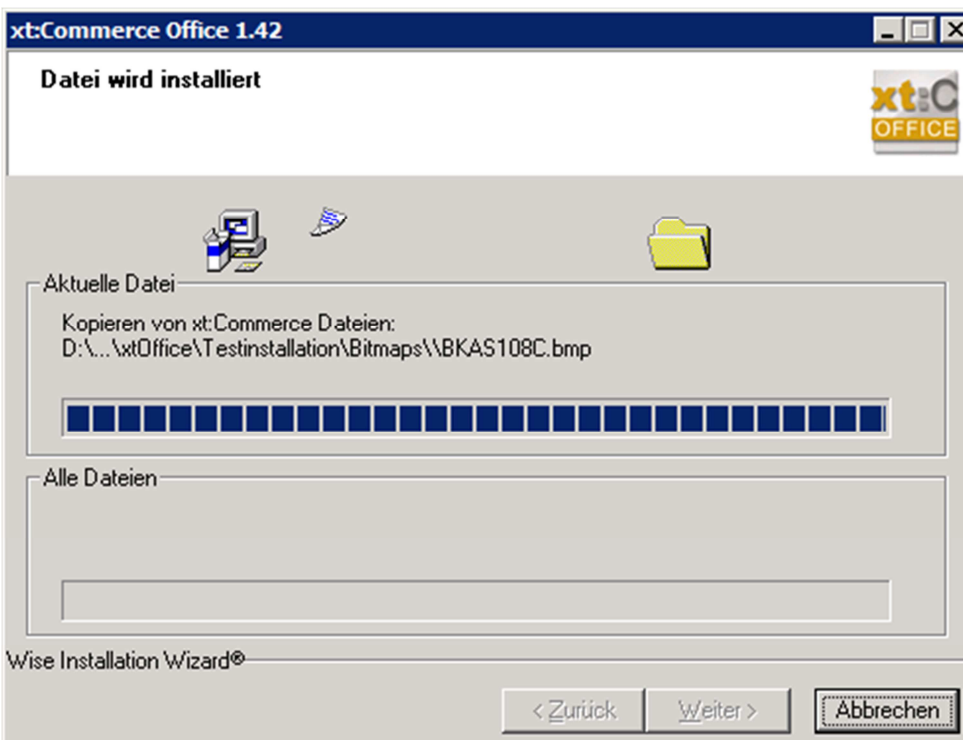 xt:Commerce Office 1.42
Datei wird installiert
xt:C
OFFICE
Aktuelle Datei
Kopieren von xt:Commerce Dateien:
D:\...\xtOffice\Testinstallation\Bitmaps\\BKAS108C.bmp
Alle Dateien
Wise Installation Wizard®
< Zurück
Weiter >
Abbrechen